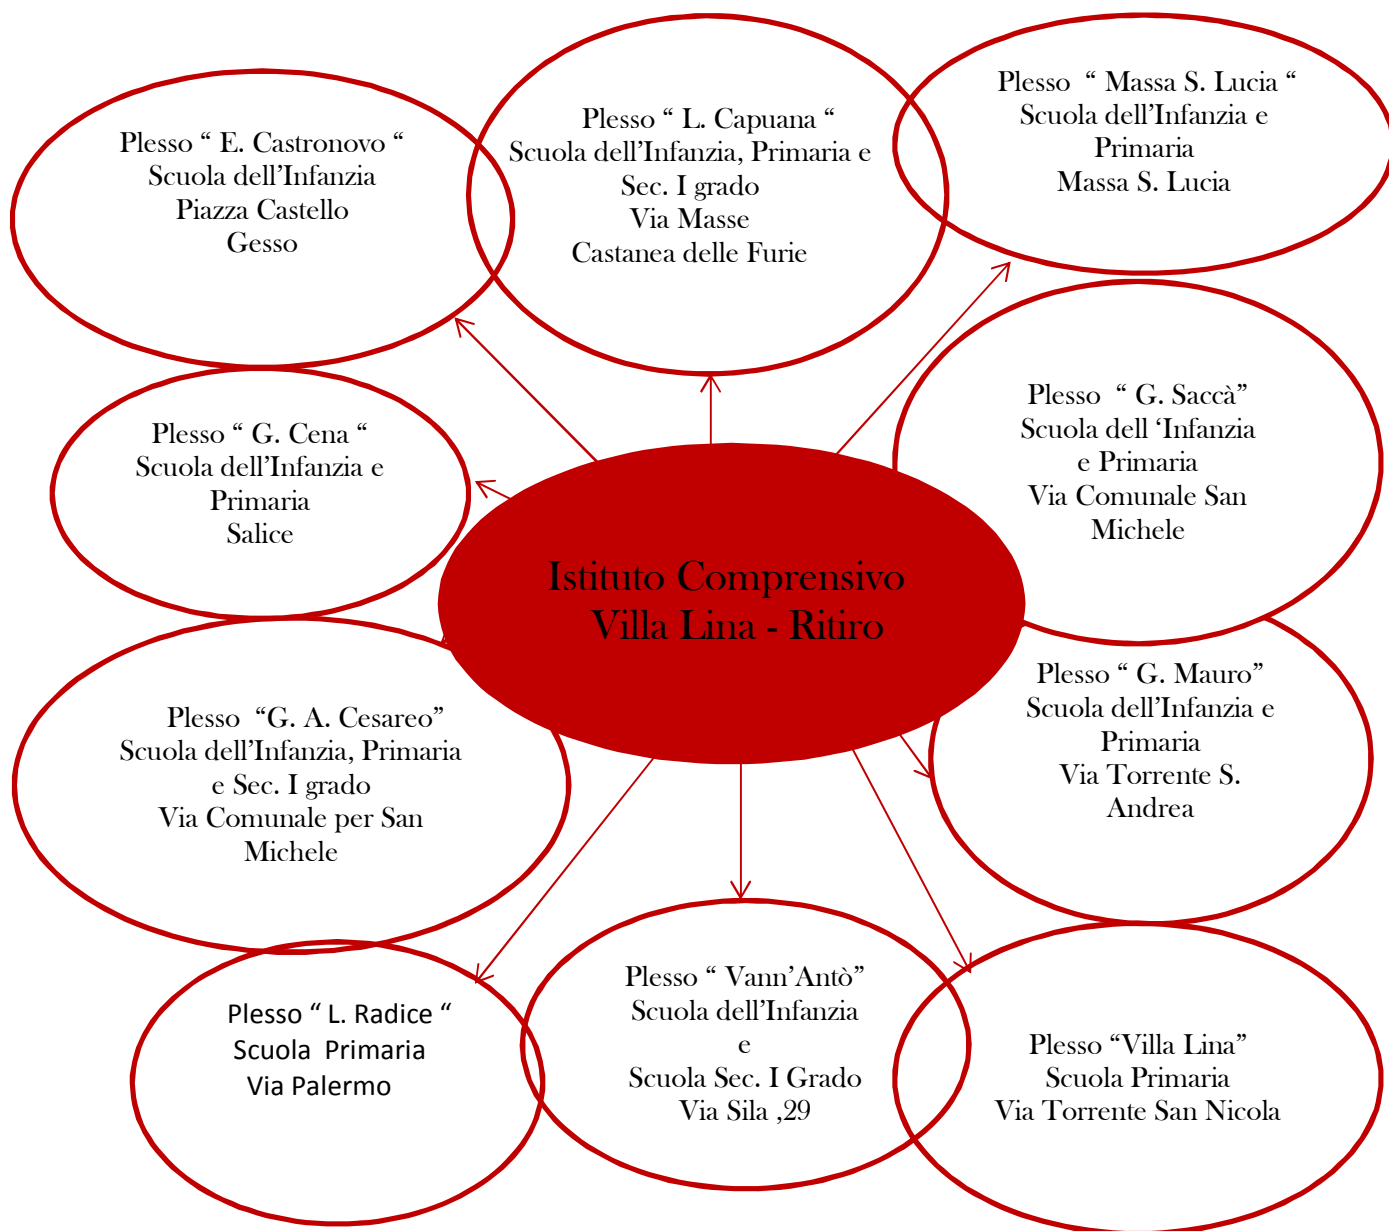 Plesso “ E. Castronovo “
Scuola dell’Infanzia
Piazza Castello
Gesso
Plesso “ L. Capuana “
Scuola dell’Infanzia, Primaria e
Sec. I grado
Via Masse
Castanea delle Furie
Plesso “ Massa S. Lucia “
Scuola dell’Infanzia e
Primaria
Massa S. Lucia
Plesso “ G. Cena “
Scuola dell’Infanzia e
Primaria
Salice
Plesso “ G. Saccà”
Scuola dell ‘Infanzia
e Primaria
Via Comunale San
Michele
Istituto Comprensivo
Villa Lina - Ritiro
Plesso “G. A. Cesareo”
Scuola dell’Infanzia, Primaria
e Sec. I grado
Via Comunale per San
Michele
Plesso “ G. Mauro”
Scuola dell’Infanzia e
Primaria
Via Torrente S.
Andrea
Plesso “ L. Radice “
Scuola Primaria
Via Palermo
Plesso “ Vann’Antò”
Scuola dell’Infanzia
e
Scuola Sec. I Grado
Via Sila ,29
Plesso “Villa Lina”
Scuola Primaria
Via Torrente San Nicola